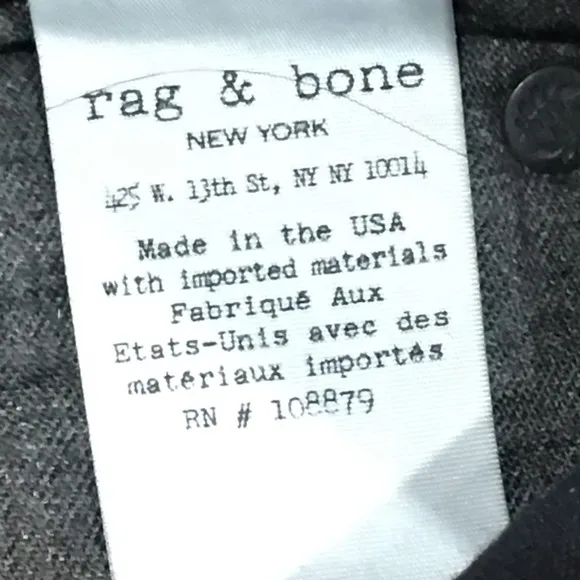 rag & bone
NEW YORK
425 W. 13th St, NY NY 10014
Made in the USA
with imported materials
Fabriqué Aux
Etats-Unis avec des
matériaux importés
RN # 108879